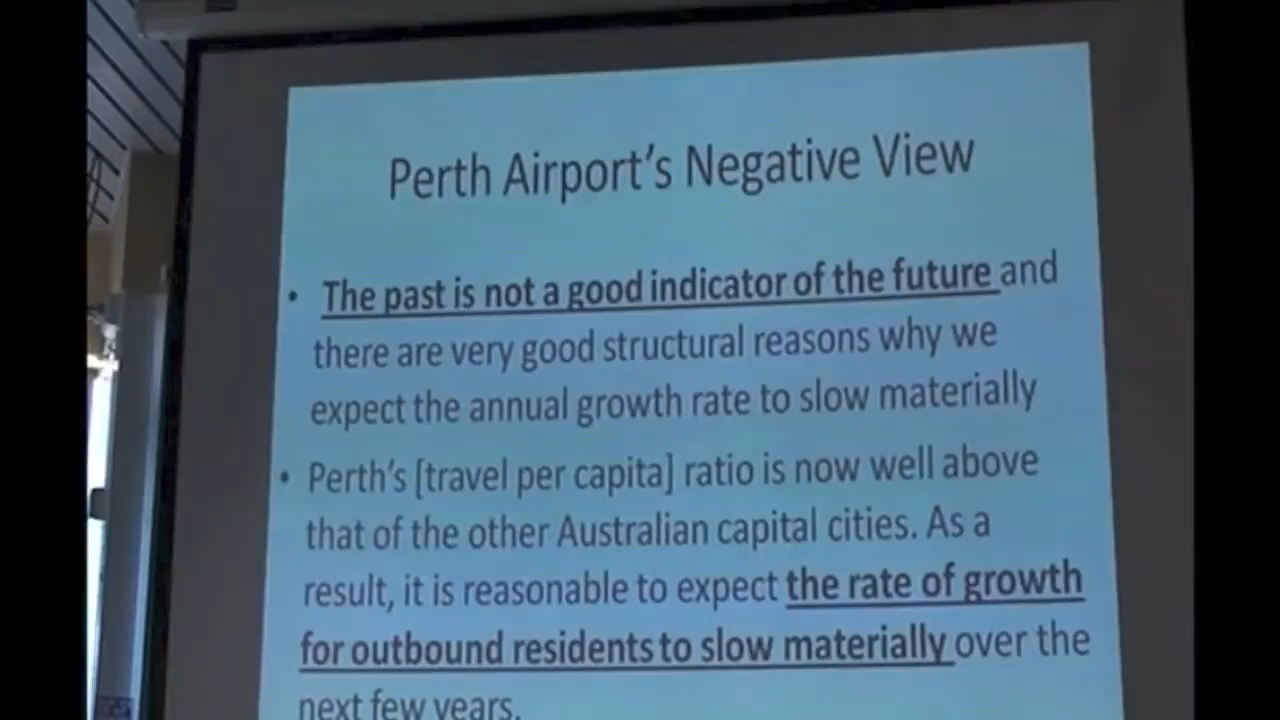 Perth Airport's Negative View
• The past is not a good indicator of the future and
there are very good structural reasons why we
expect the annual growth rate to slow materially
• Perth's [travel per capita] ratio is now well above
that of the other Australian capital cities. As a
result, it is reasonable to expect the rate of growth
for outbound residents to slow materially over the
next few years.